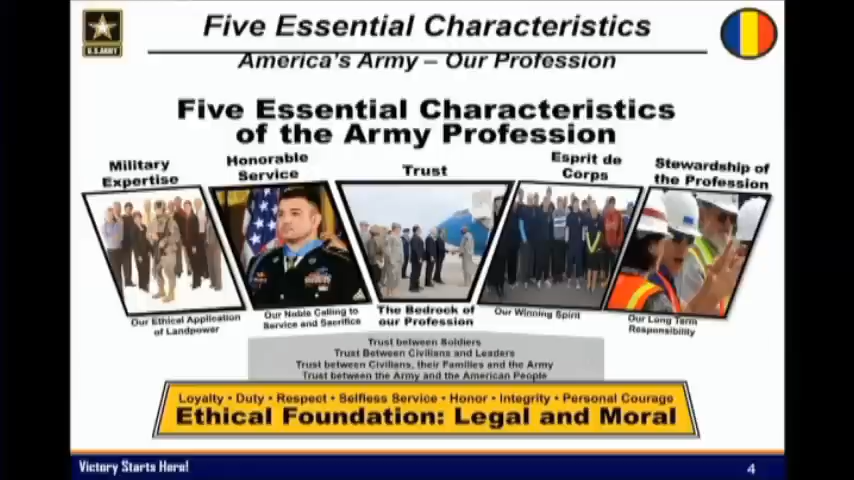 Five Essential Characteristics
America's Army – Our Profession
U.S.ARMY
Five Essential Characteristics
of the Army Profession
Military
Expertise
Honorable
Service
Trust
Esprit de
Corps
Stewardship of
the Profession
Our Ethical Application
of Landpower
Our Noble Calling to
Service and Sacrifice
The Bedrock of
our Profession
Our Winning Spirit
Our Long Term
Responsibility
Trust between Soldiers
Trust Between Civilians and Leaders
Trust between Civilians, their Families and the Army
Trust between the Army and the American People
Loyalty • Duty • Respect • Selfless Service • Honor • Integrity • Personal Courage
Ethical Foundation: Legal and Moral
Victory Starts Here!
4